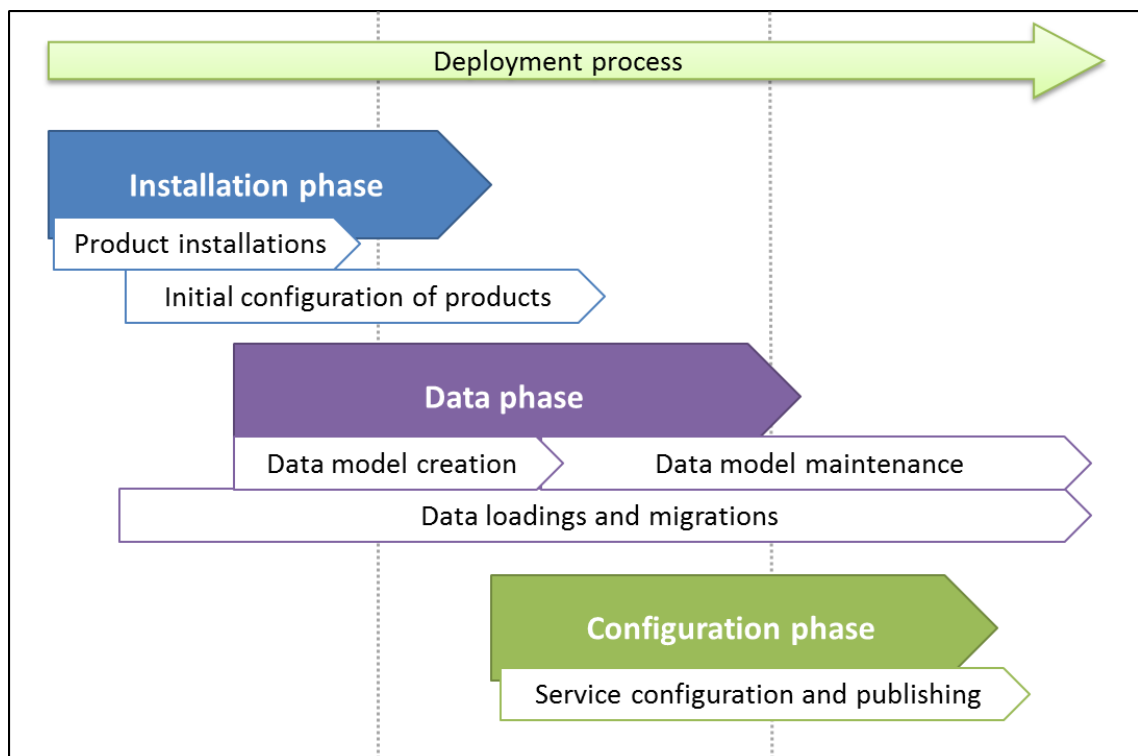 Deployment process
Installation phase
Product installations
Initial configuration of products
Data phase
Data model creation
Data model maintenance
Data loadings and migrations
Configuration phase
Service configuration and publishing